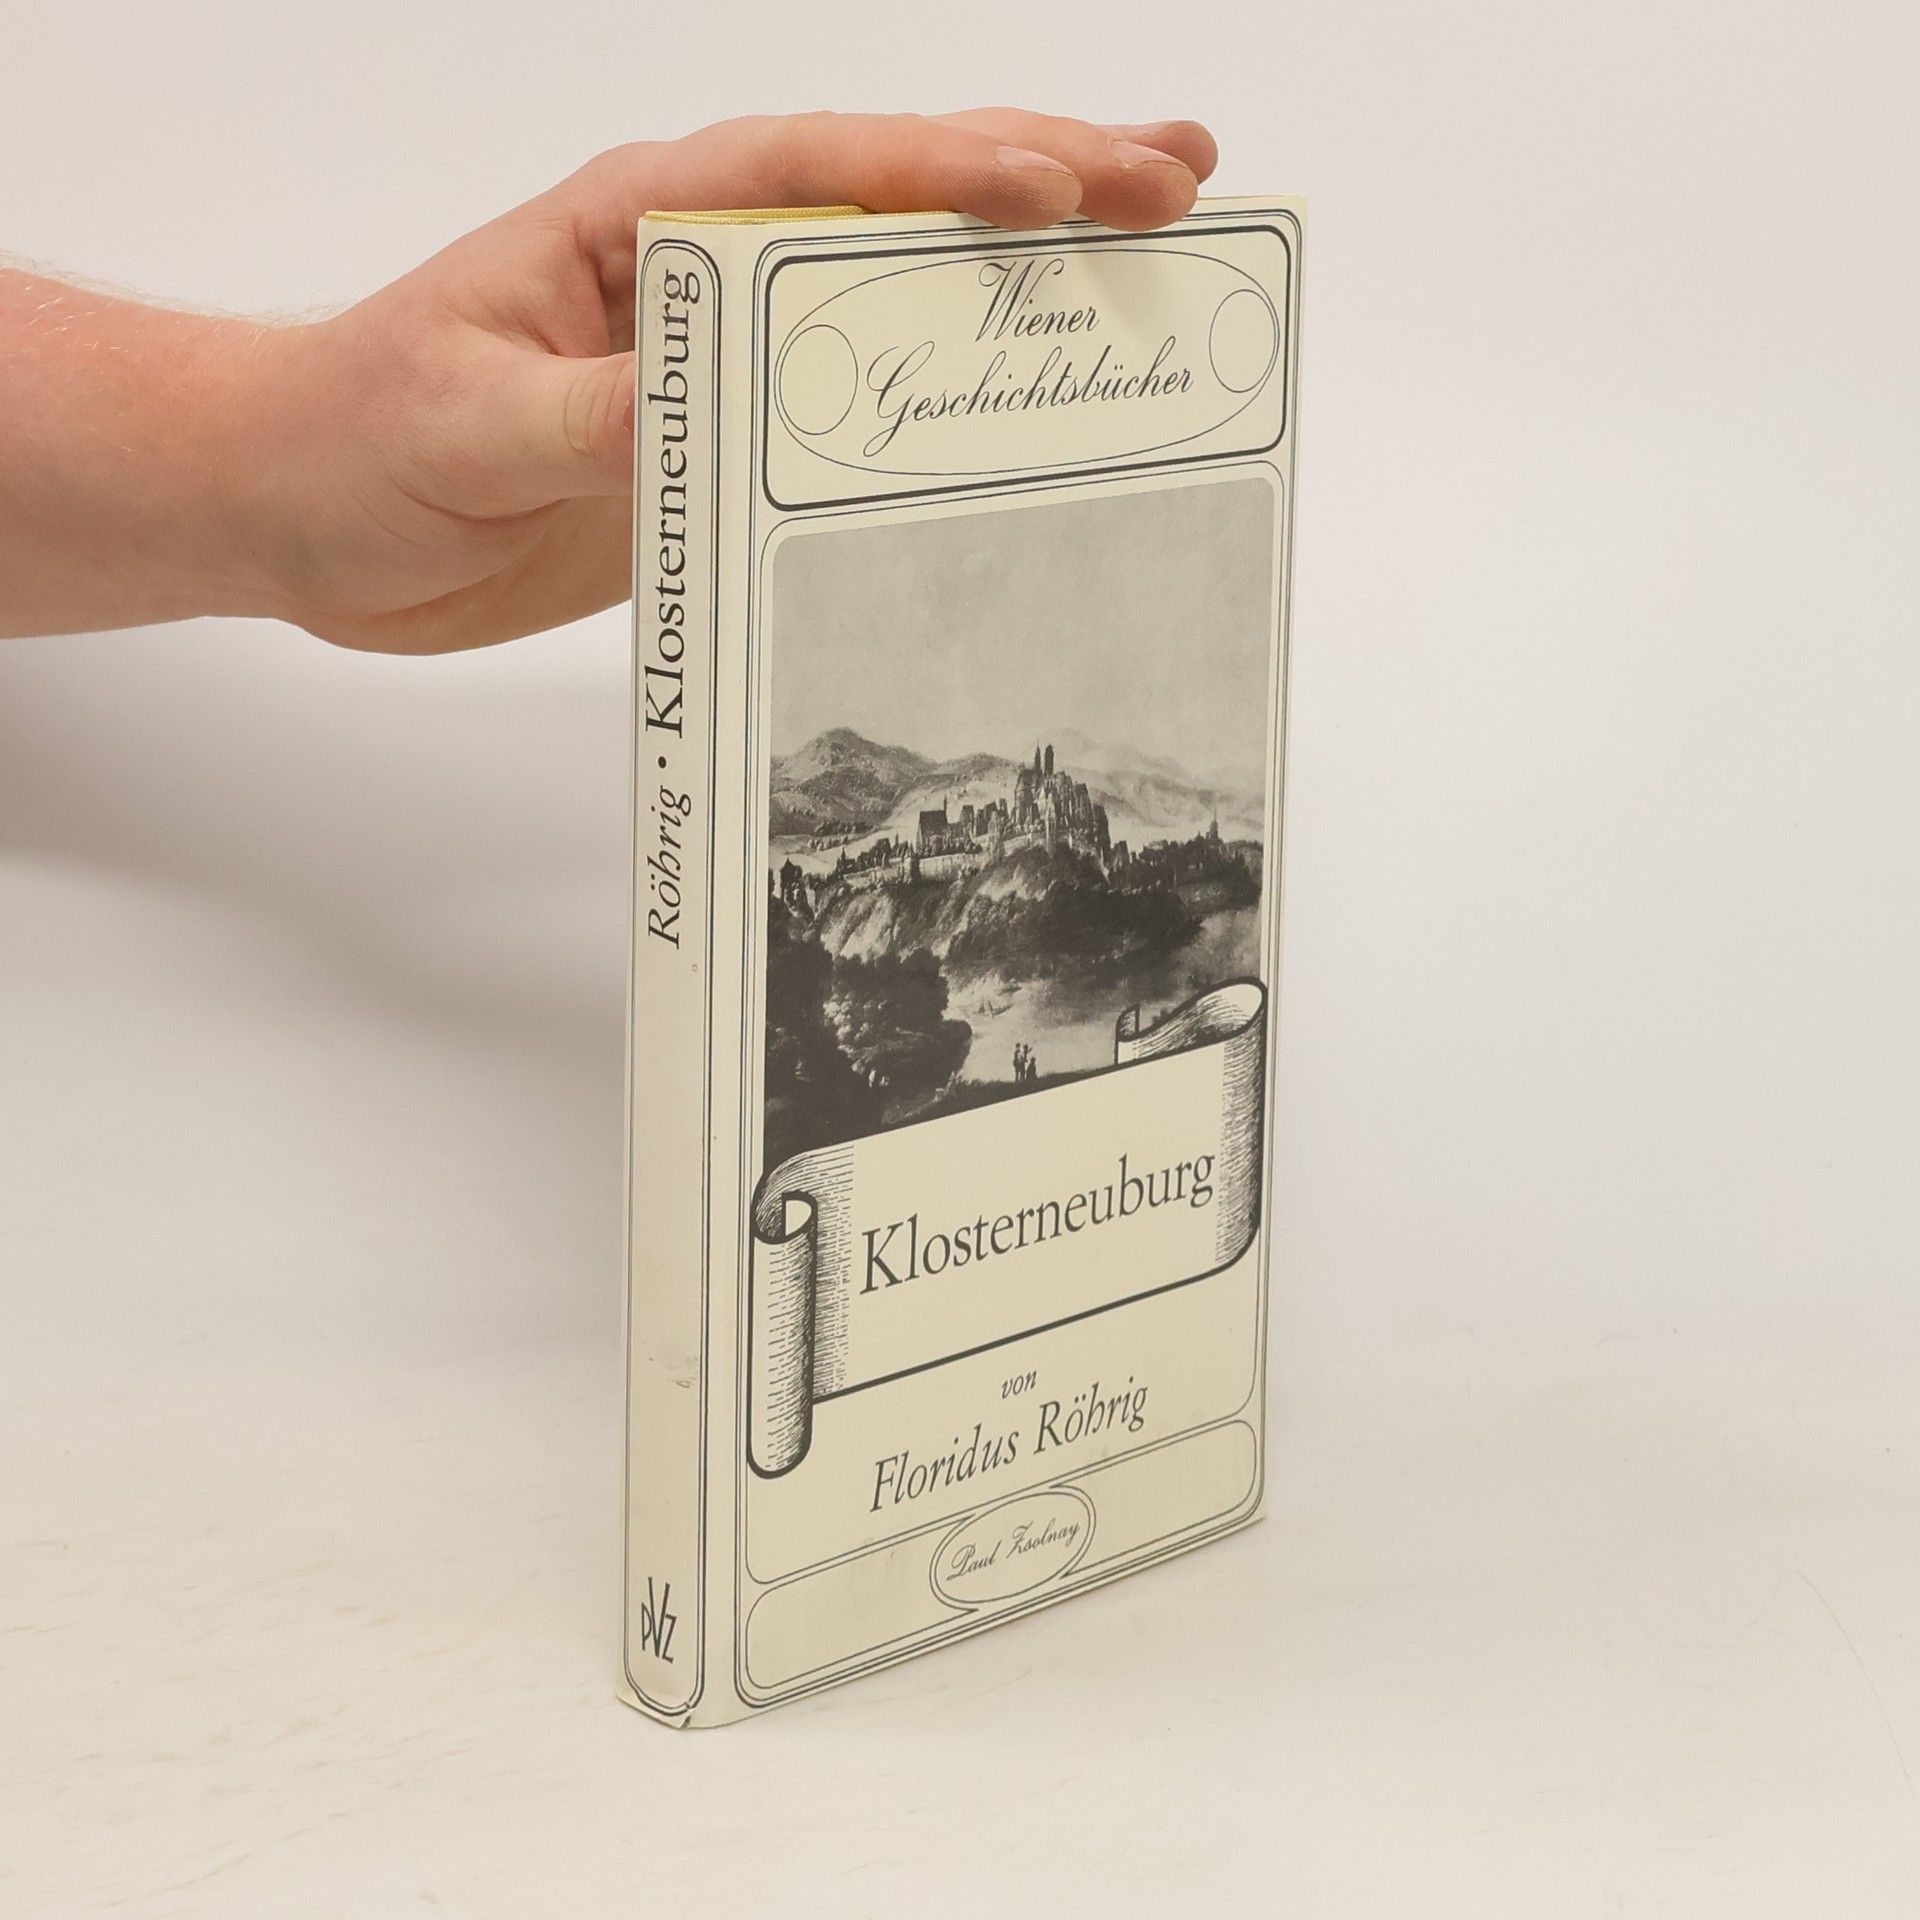 Röhrig · Klosterneuburg
PVZ
Wiener
Geschichtsbücher
Klosterneuburg
von
Floridus Röhrig
Paul Zsolnay